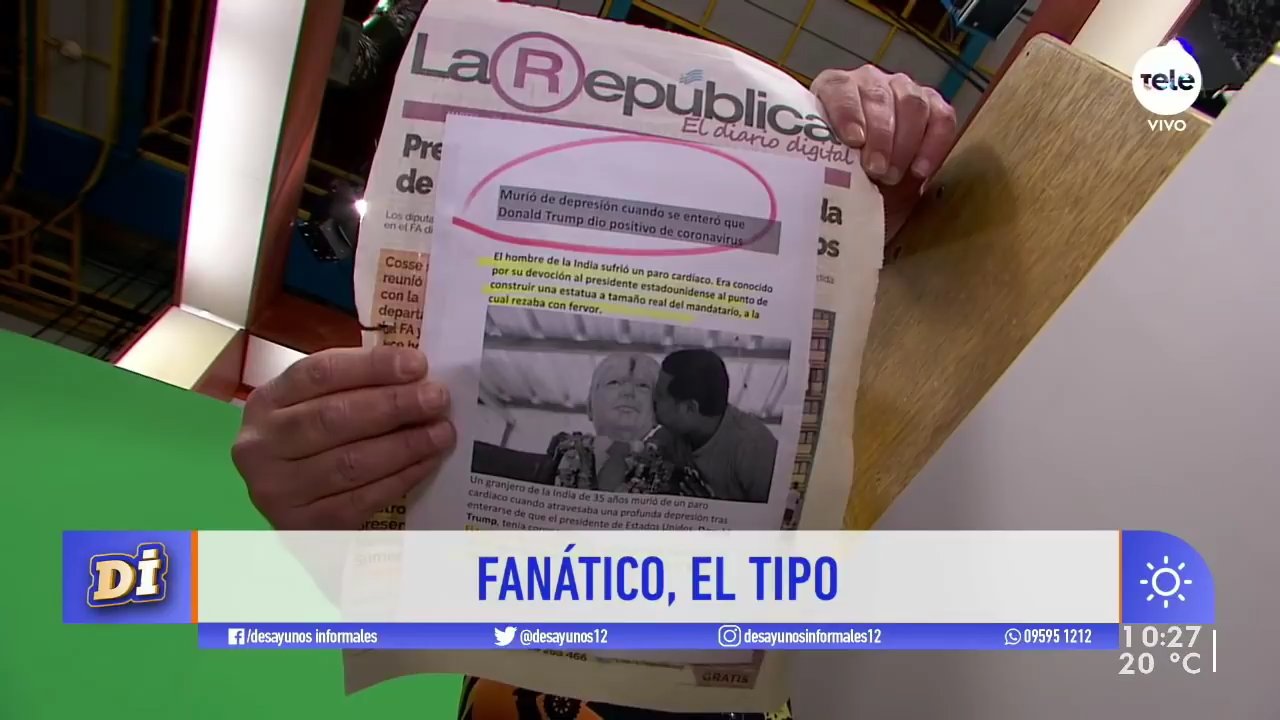 La República
El diario digital
TELE
VIVO
Pre
de
la
os
Los diputa
en el FA di
Murió de depresión cuando se enteró que
Donald Trump dio positivo de coronavirus
El hombre de la India sufrió un paro cardíaco. Era conocido
por su devoción al presidente estadounidense al punto de
construir una estatua a tamaño real del mandatario, a la
cual rezaba con fervor.
Cosse
reunió
con la
departa
FA y
Un granjero de la India de 35 años murió de un paro
cardíaco cuando atravesaba una profunda depresión tras
enterarse de que el presidente de Estados Unidos,
Trump, tenía
DI
FANÁTICO, EL TIPO
/desayunos informales
@desayunos12
desayunosinformales12
09595 1212
10:27
20 °C
466
GRATIS